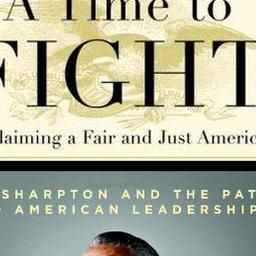 A Time to
FIGHT
laiming a Fair and Just Americ
SHARPTON AND THE PAT
AMERICAN LEADERSHIP